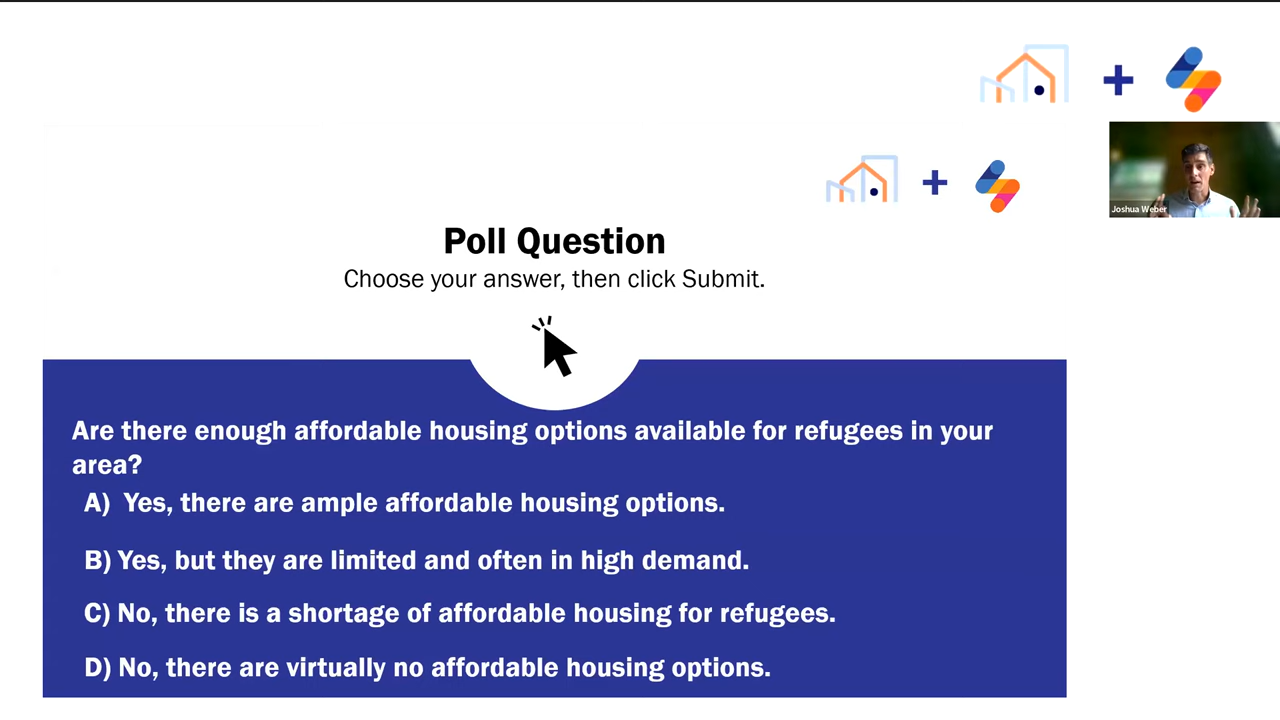 Joshua Weber
Poll Question
Choose your answer, then click Submit.
Are there enough affordable housing options available for refugees in your
area?
A) Yes, there are ample affordable housing options.
B) Yes, but they are limited and often in high demand.
C) No, there is a shortage of affordable housing for refugees.
D) No, there are virtually no affordable housing options.